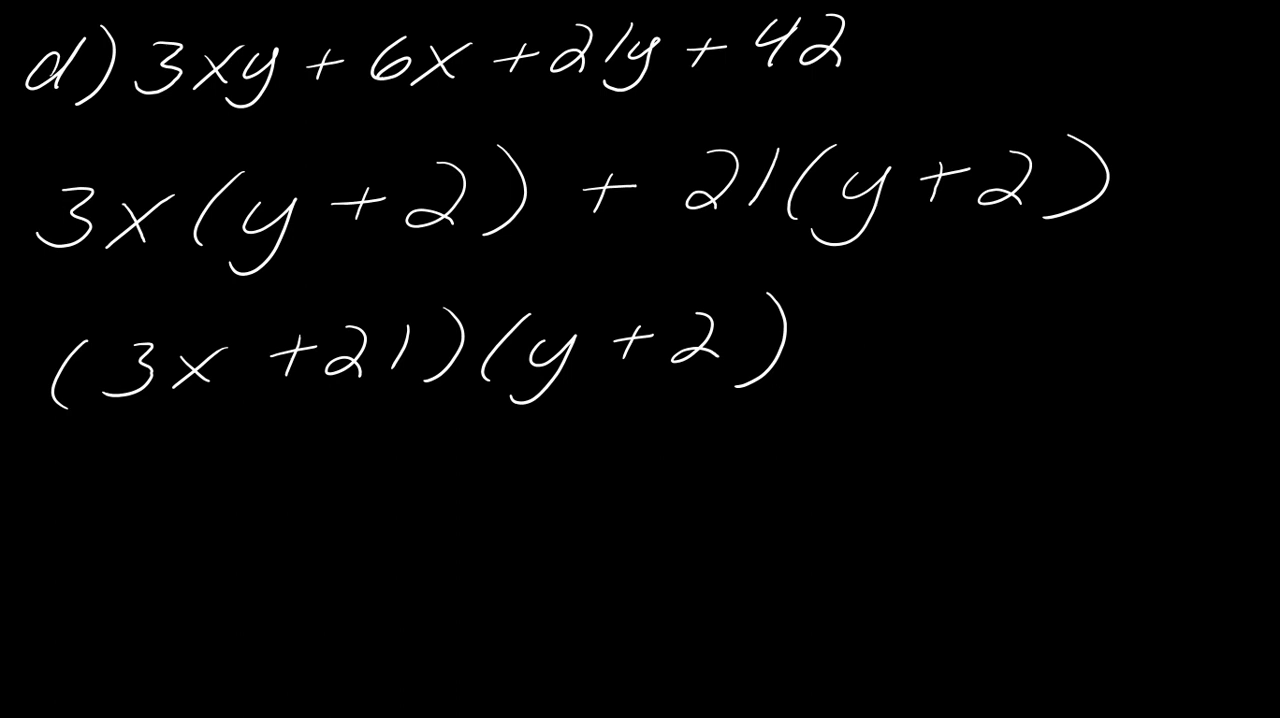 d) 3xy + 6x + 21y + 42
3x(y + 2) + 21(y + 2)
(3x + 21)(y + 2)